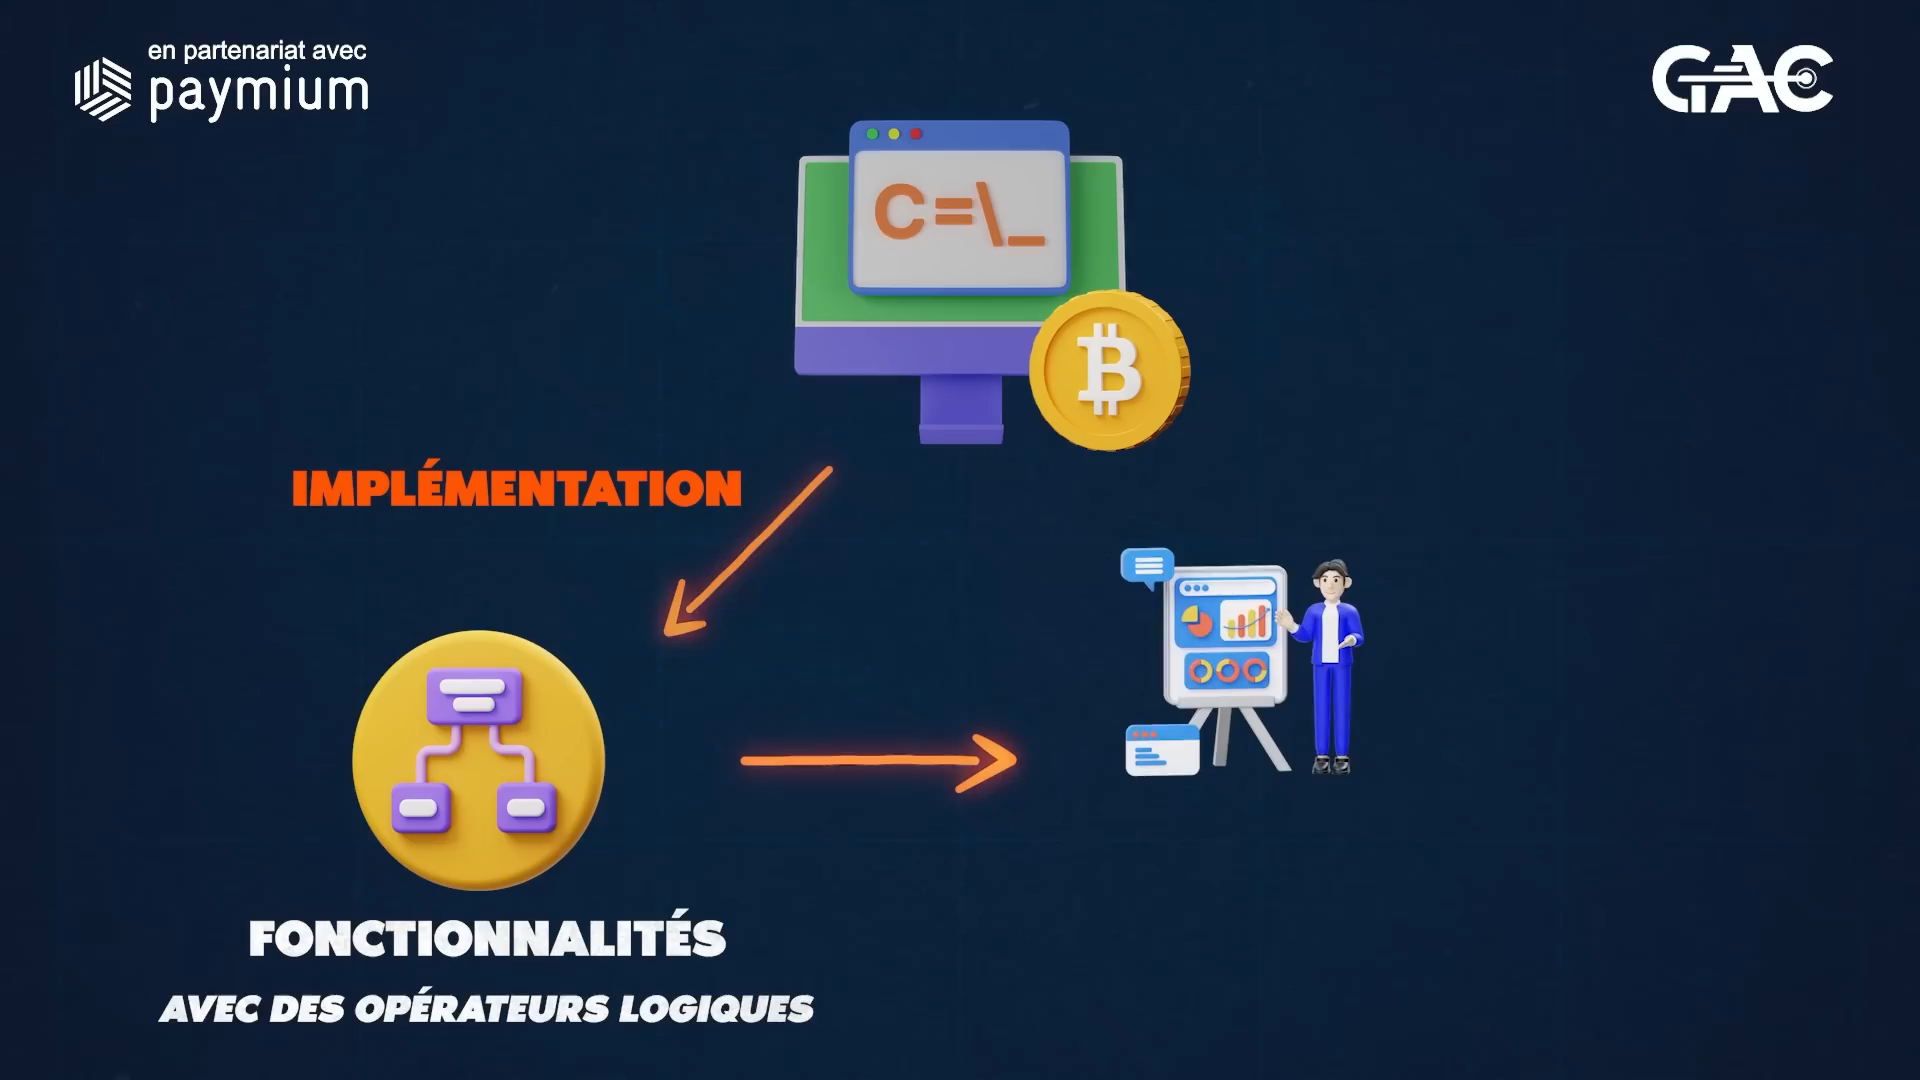 en partenariat avec
paymium
GAC
C=\_
IMPLÉMENTATION
FONCTIONNALITÉS
AVEC DES OPÉRATEURS LOGIQUES